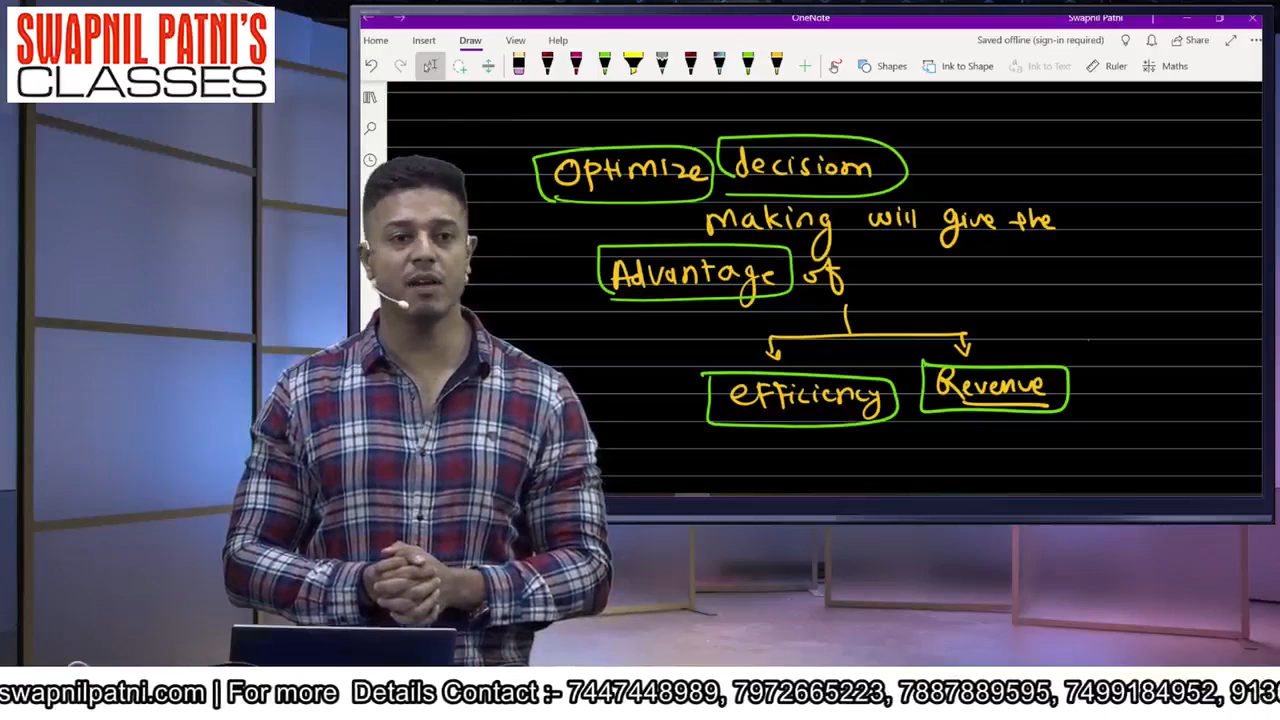 SWAPNIL PATNI'S
CLASSES
OneNote
Swapnil Patni
Home Insert Draw View Help
Saved offline (sign-in required)
Share
Shapes
Ink to Shape
Ink to Text
Ruler
Maths
Optimize decision
making will give the
Advantage of
efficiency Revenue
swapnilpatni.com | For more Details Contact :- 7447448989, 7972665223, 7887889595, 7499184952, 913